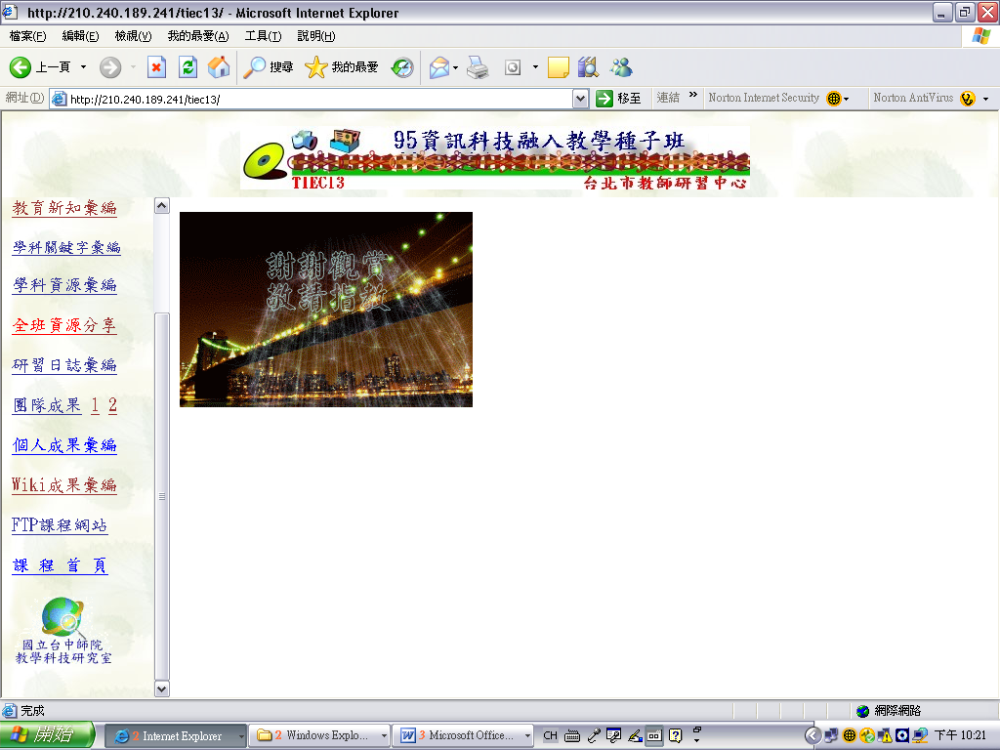 http://210.240.189.241/tiec13/ - Microsoft Internet Explorer
檔案(F) 編輯(E) 檢視(V) 我的最愛(A) 工具(T) 說明(H)
上一頁 搜尋 我的最愛
網址(D) http://210.240.189.241/tiec13/ 移至 連結 » Norton Internet Security Norton AntiVirus
95資訊科技融入教學種子班
TIEC13 台北市教師研習中心
教育新知彙編
學科關鍵字彙編
學科資源彙編
全班資源分享
研習日誌彙編
團隊成果 1 2
個人成果彙編
Wiki成果彙編
FTP課程網站
課 程 首 頁
國立台中師院
教學科技研究室
謝謝觀賞
敬請指教
完成 網際網路
開始 2 Internet Explorer 2 Windows Explo... 3 Microsoft Office... CH 下午 10:21